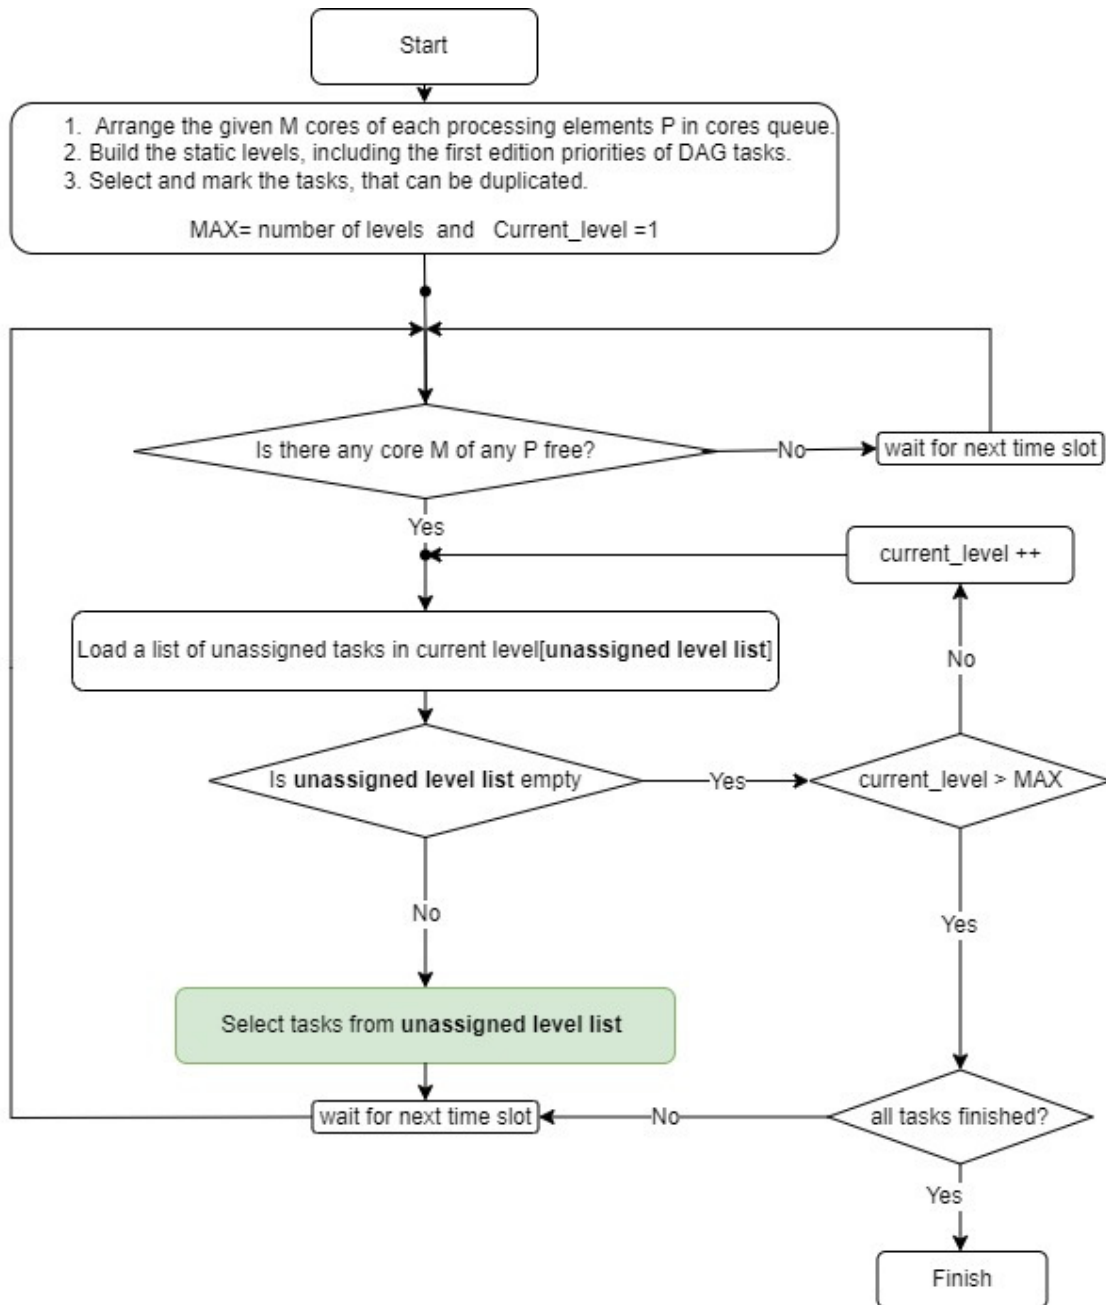 Start
1. Arrange the given M cores of each processing elements P in cores queue.
2. Build the static levels, including the first edition priorities of DAG tasks.
3. Select and mark the tasks, that can be duplicated.
MAX= number of levels and Current_level =1
Is there any core M of any P free?
No
wait for next time slot
Yes
current_level ++
Load a list of unassigned tasks in current level[unassigned level list]
No
Is unassigned level list empty
Yes
current_level > MAX
No
Yes
Select tasks from unassigned level list
wait for next time slot
No
all tasks finished?
Yes
Finish